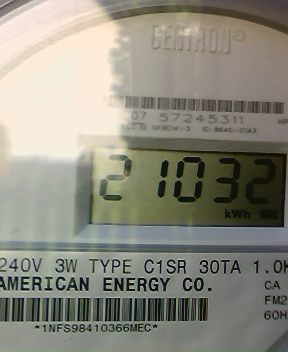 CENTRON®
07 57245311
21032
kWh
240V 3W TYPE C1SR 30TA 1.0K
AMERICAN ENERGY CO.
CA
FM2
60H
*1NFS98410366MEC*